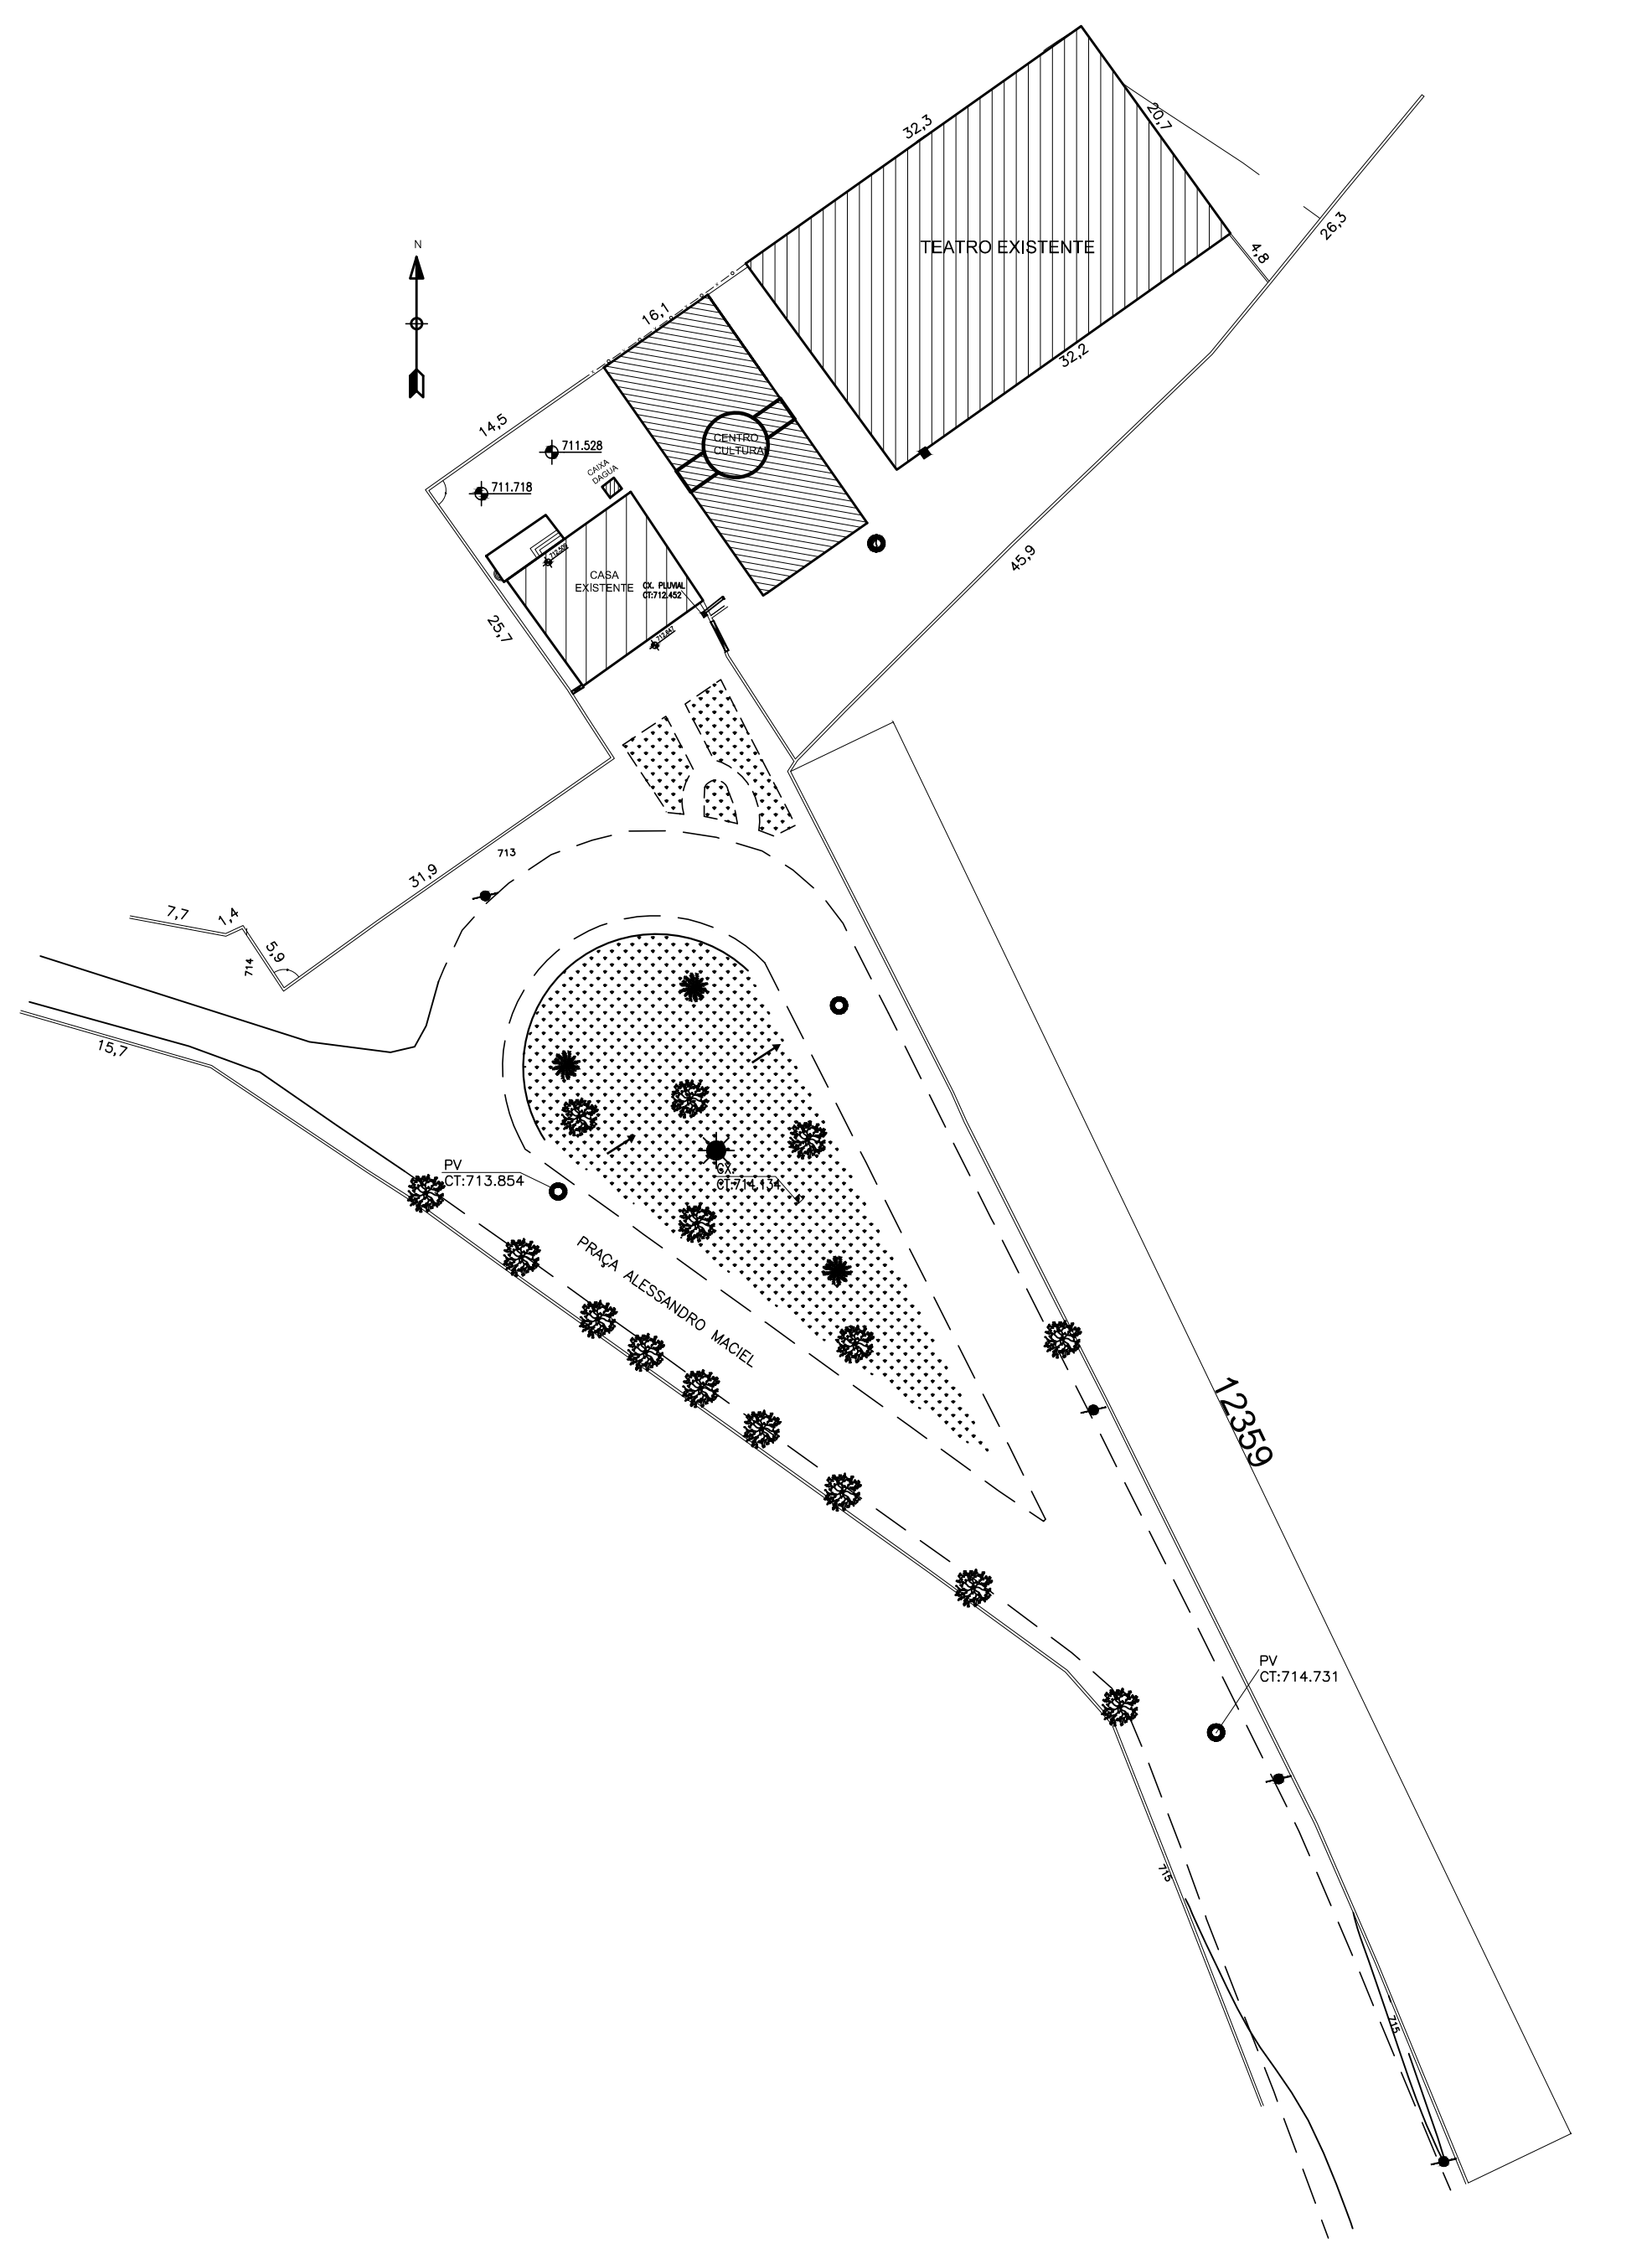 20,7
32,3
26,3
N
TEATRO EXISTENTE
4,8
16,1
32,2
14,5
711.528
CENTRO
CULTURAL
CAIXA
DAGUA
711.718
45,9
CASA
EXISTENTE
CX. PLUVIAL
CT:712.452
25,7
713
31,9
7,7
1,4
5,9
714
15,7
PV
CT:713.854
CX.
CT:714.134
PRAÇA ALESSANDRO MACIEL
12359
PV
CT:714.731
715
715